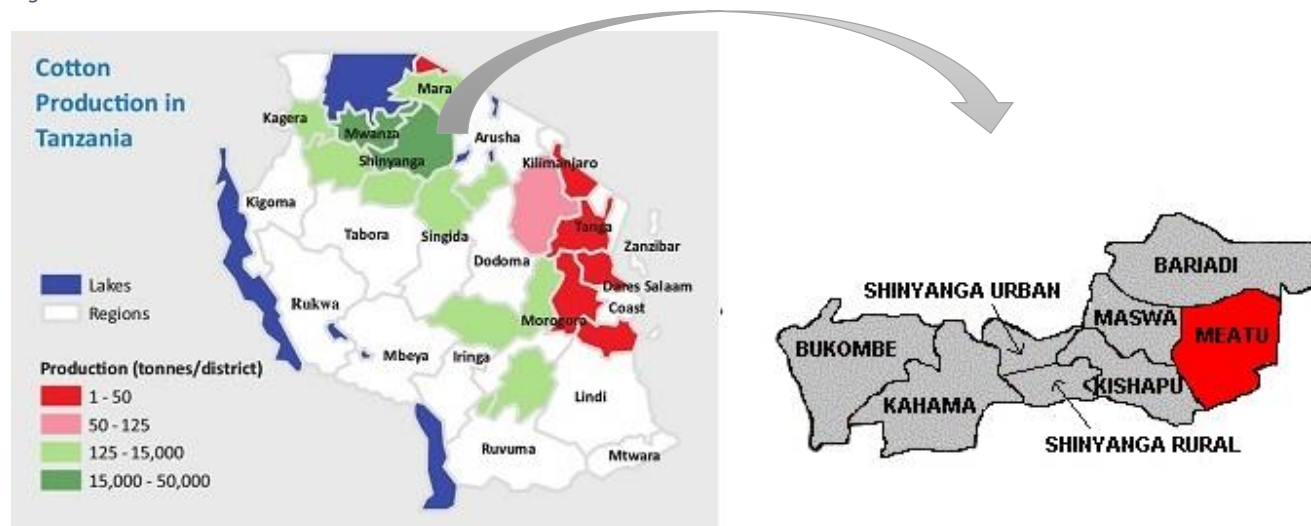 Cotton
Production in
Tanzania
Mara
Kagera
Mwanza
Arusha
Shinyanga
Kilimanjaro
Kigoma
Tabora
Singida
Tanga
Zanzibar
Dodoma
Dares Salaam
Coast
Rukwa
Morogora
Mbeya
Iringa
Lindi
Ruvuma
Mtwara
Lakes
Regions
Production (tonnes/district)
1 - 50
50 - 125
125 - 15,000
15,000 - 50,000
BARIADI
SHINYANGA URBAN
MASWA
MEATU
BUKOMBE
KISHAPU
KAHAMA
SHINYANGA RURAL